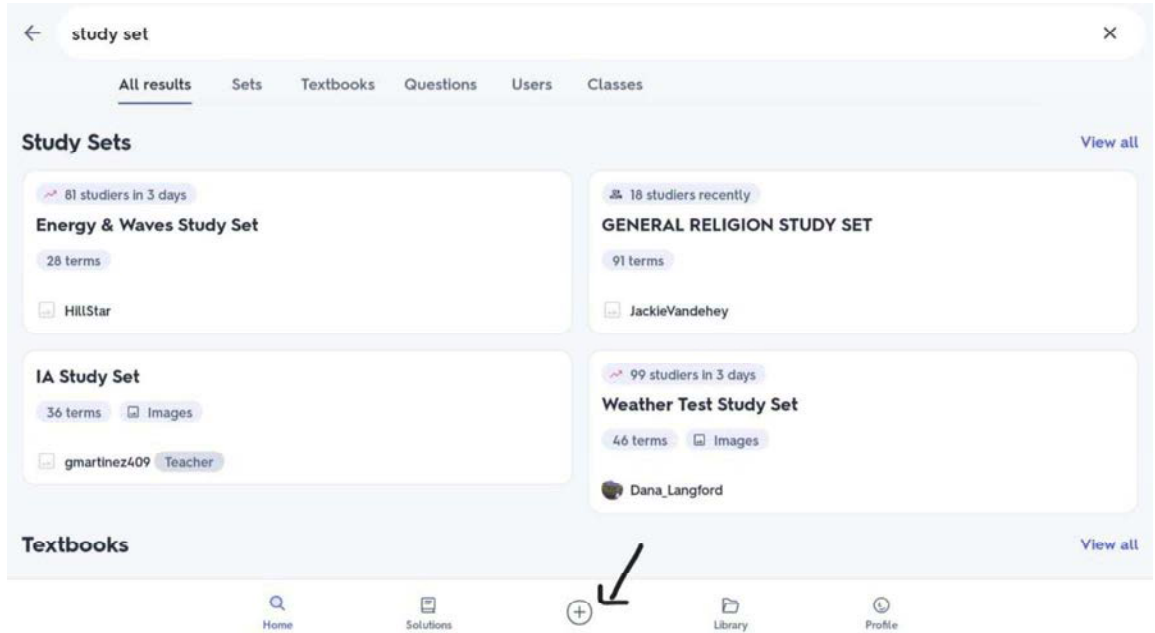 study set
All results Sets Textbooks Questions Users Classes
Study Sets View all
81 studiers in 3 days
Energy & Waves Study Set
28 terms
HillStar
18 studiers recently
GENERAL RELIGION STUDY SET
91 terms
JackieVandehey
IA Study Set
36 terms Images
gmartinez409 Teacher
99 studiers in 3 days
Weather Test Study Set
46 terms Images
Dana_Langford
Textbooks View all
Home Solutions Library Profile